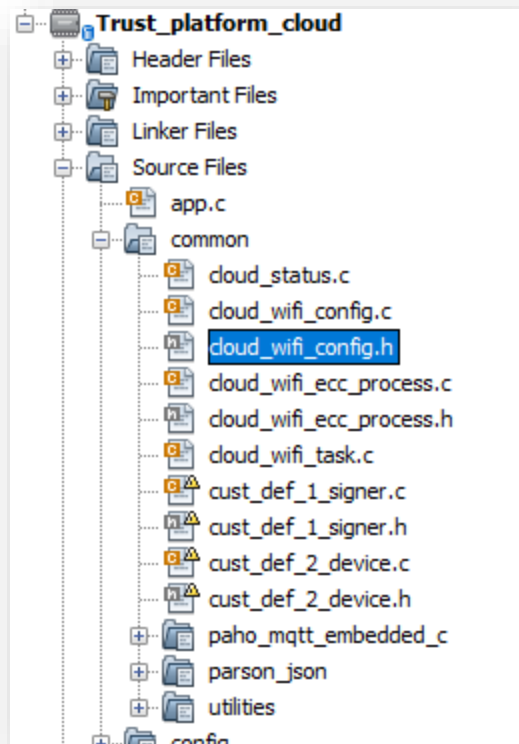 Trust_platform_cloud
Header Files
Important Files
Linker Files
Source Files
app.c
common
cloud_status.c
cloud_wifi_config.c
cloud_wifi_config.h
cloud_wifi_ecc_process.c
cloud_wifi_ecc_process.h
cloud_wifi_task.c
cust_def_1_signer.c
cust_def_1_signer.h
cust_def_2_device.c
cust_def_2_device.h
paho_mqtt_embedded_c
parson_json
utilities
config